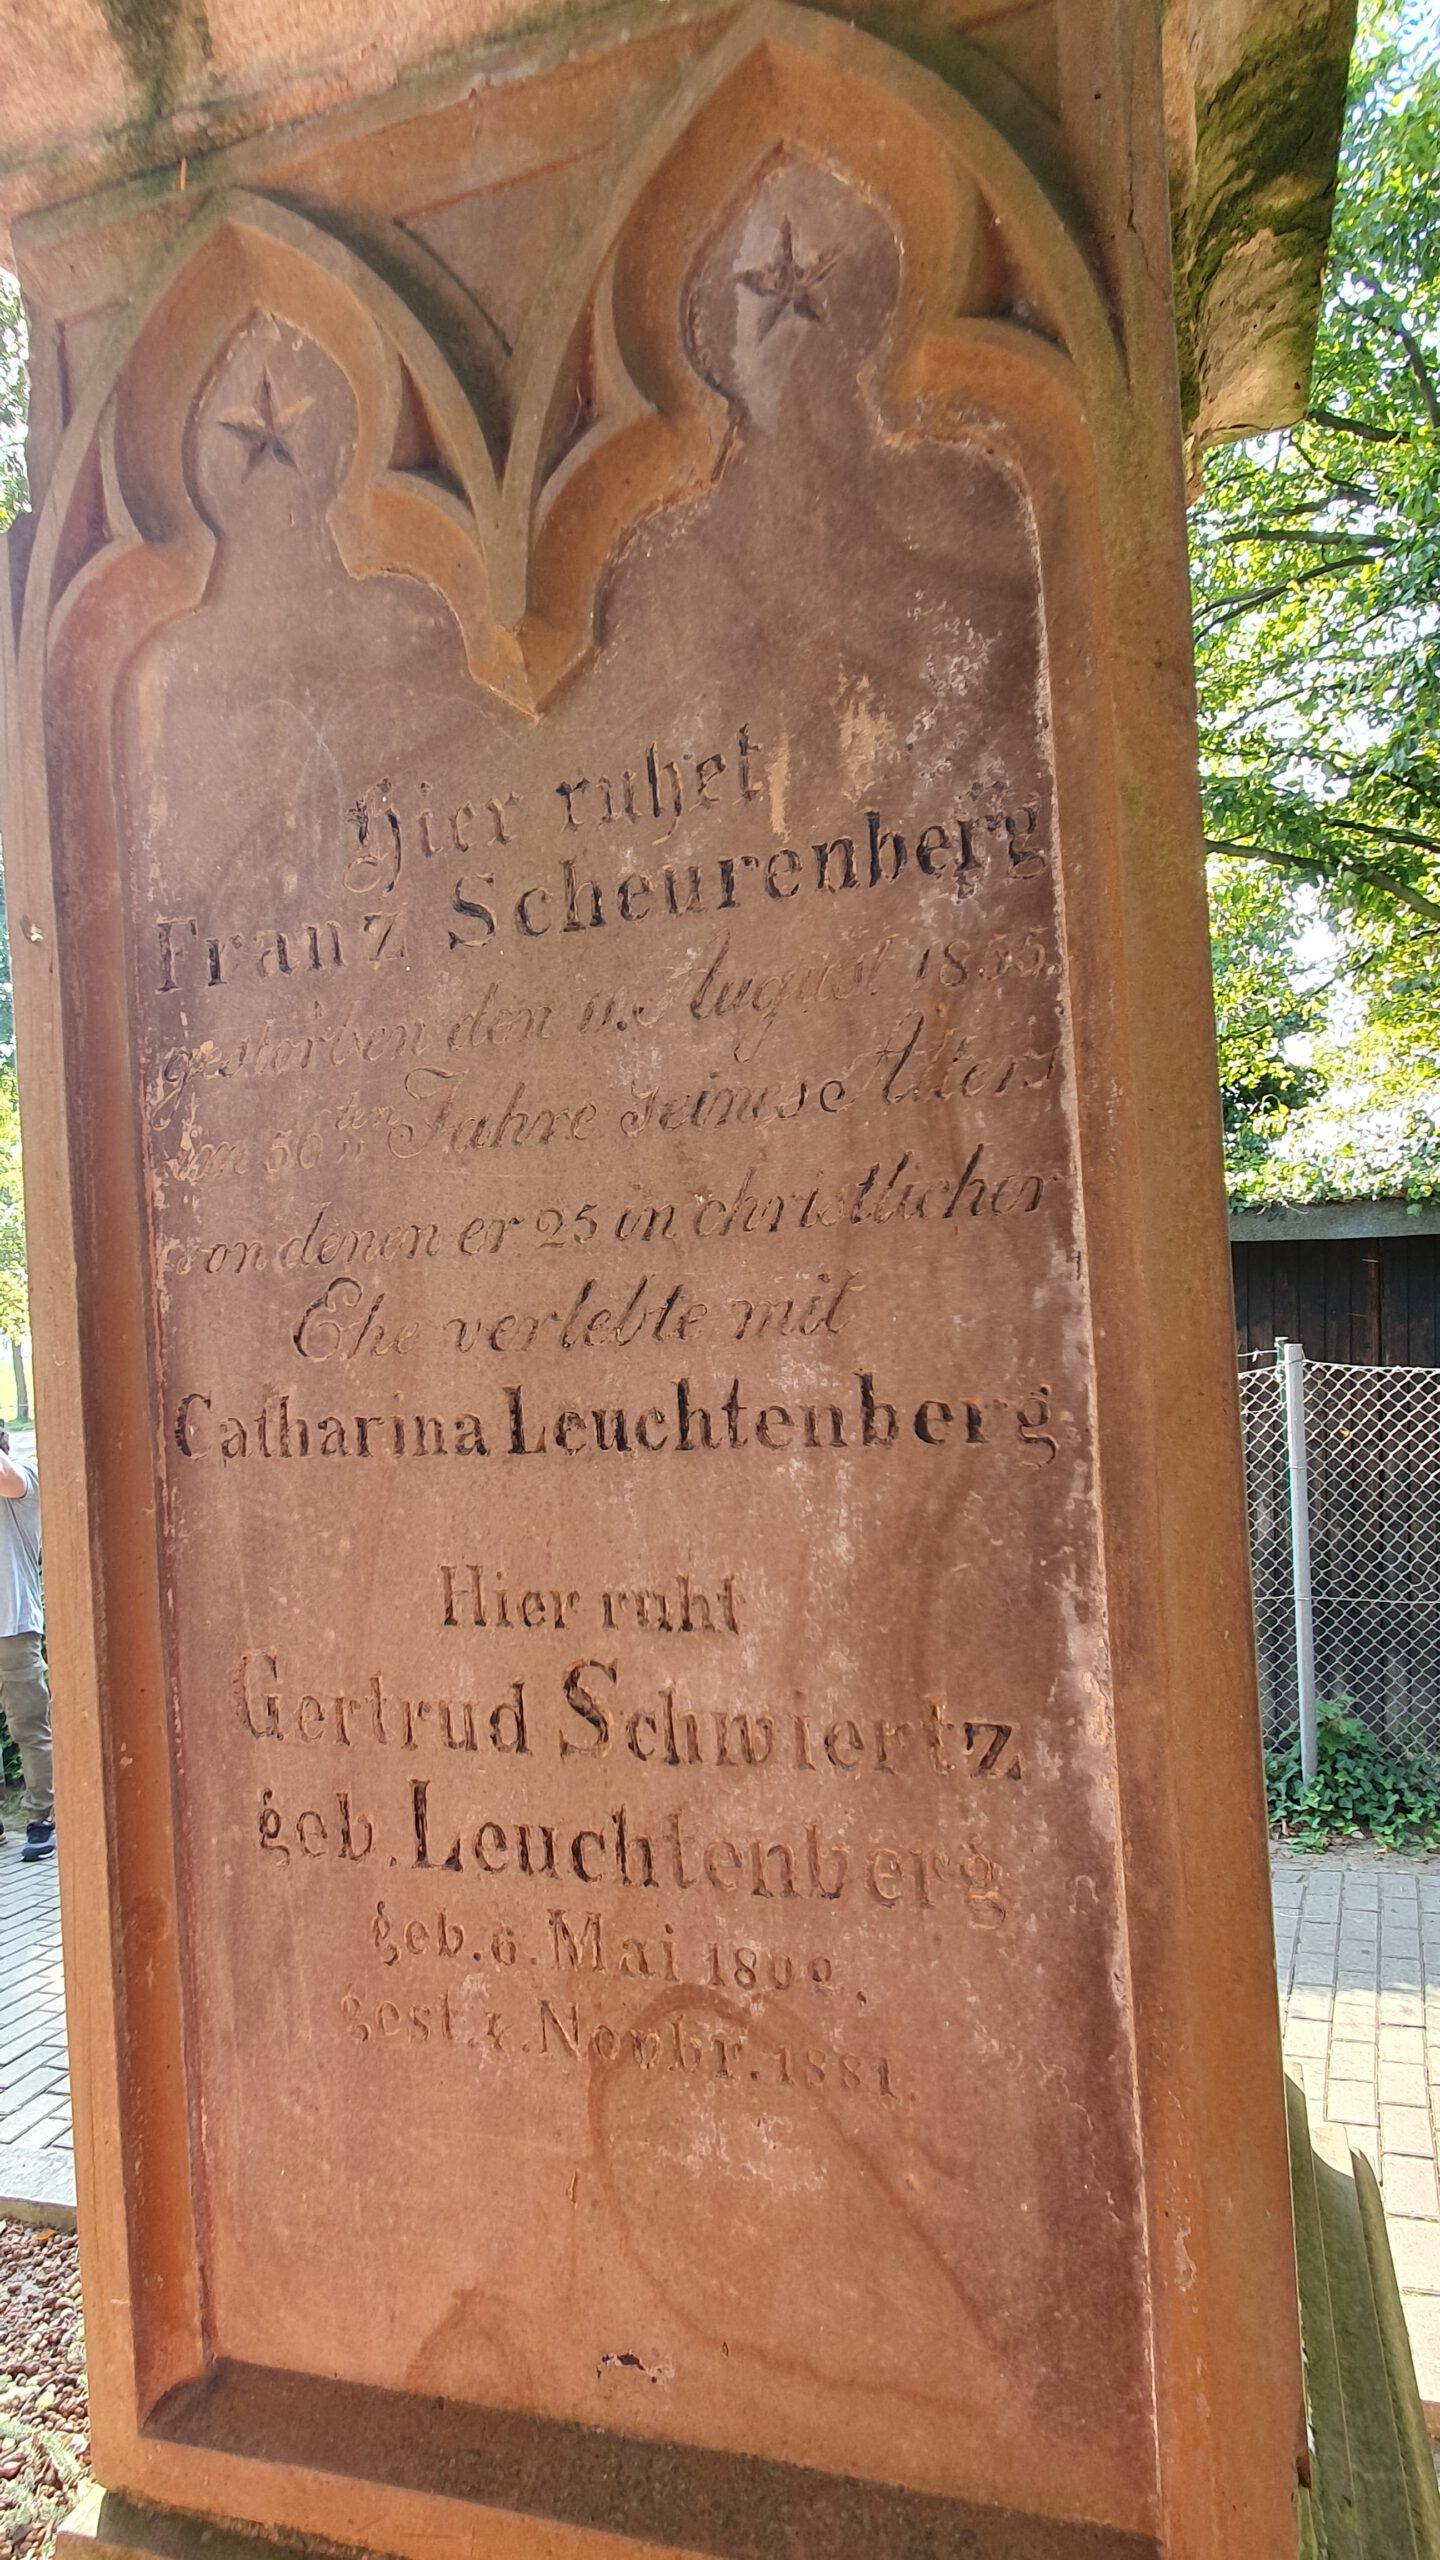 Hier ruhet
Franz Scheurenberg
gestorben den 11. August 1855.
im 56ten Jahre seines Alters
von denen er 25 in christlicher
Ehe verlebte mit
Catharina Leuchtenberg
Hier ruht
Gertrud Schwiertz
geb. Leuchtenberg
geb. 6. Mai 1802,
gest. 4. Novbr. 1881.